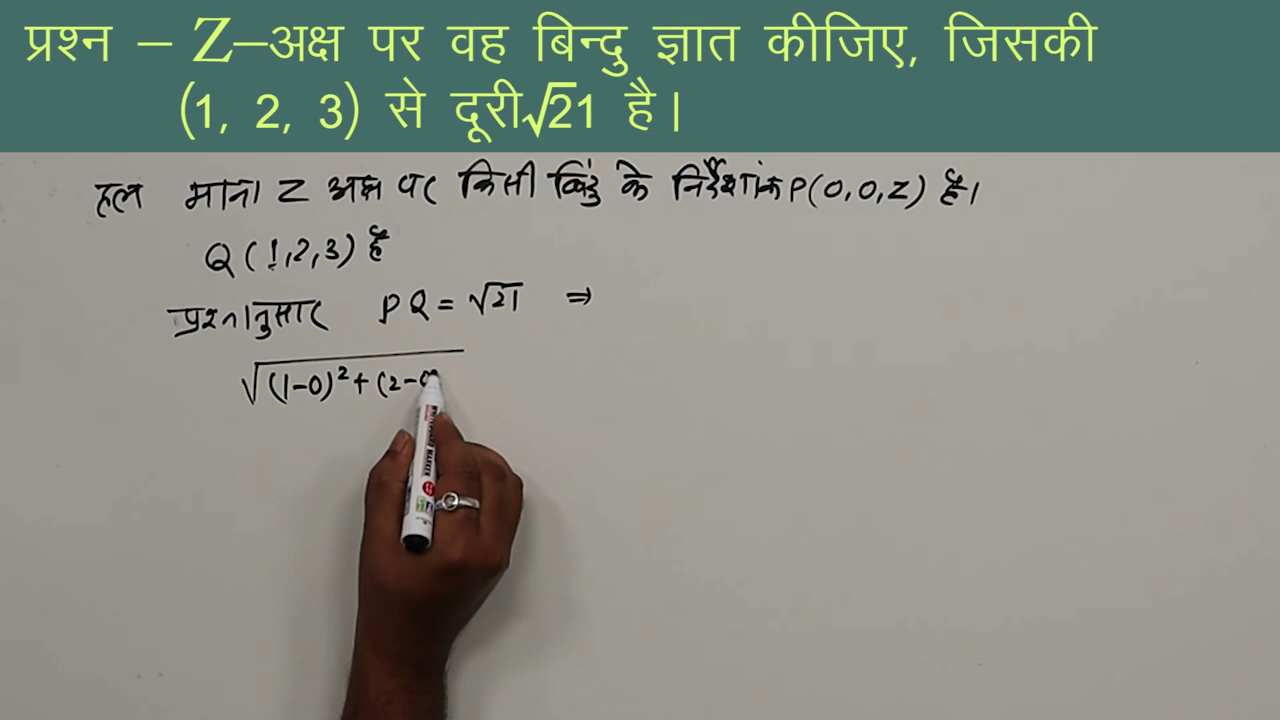 प्रश्न – Z–अक्ष पर वह बिन्दु ज्ञात कीजिए, जिसकी
(1, 2, 3) से दूरी√21 है।
हल माना Z अक्ष पर किसी बिंदु के निर्देशांक P(0,0,Z) है।
Q (1,2,3) है
प्रश्नानुसार PQ = √21 ⇒
√(1-0)² + (2-0